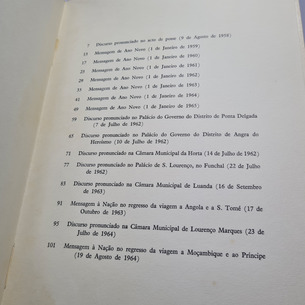 7 Discurso pronunciado no acto de posse (9 de Agosto de 1958)
15 Mensagem de Ano Novo (1 de Janeiro de 1959)
17 Mensagem de Ano Novo (1 de Janeiro de 1960)
25 Mensagem de Ano Novo (1 de Janeiro de 1961)
29 Mensagem de Ano Novo (1 de Janeiro de 1962)
35 Mensagem de Ano Novo (1 de Janeiro de 1963)
41 Mensagem de Ano Novo (1 de Janeiro de 1964)
49 Mensagem de Ano Novo (1 de Janeiro de 1965)
59 Discurso pronunciado no Palácio do Governo do Distrito de Ponta Delgada
(7 de Julho de 1962)
65 Discurso pronunciado no Palácio do Governo do Distrito de Angra do
Heroísmo (10 de Julho de 1962)
71 Discurso pronunciado na Câmara Municipal da Horta (14 de Julho de 1962)
77 Discurso pronunciado no Palácio de S. Lourenço, no Funchal (22 de Julho
de 1962)
83 Discurso pronunciado na Câmara Municipal de Luanda (16 de Setembro
de 1963)
91 Mensagem à Nação no regresso da viagem a Angola e a S. Tomé (17 de
Outubro de 1963)
95 Discurso pronunciado na Câmara Municipal de Lourenço Marques (23 de
Julho de 1964)
101 Mensagem à Nação no regresso da viagem a Moçambique e ao Príncipe
(19 de Agosto de 1964)